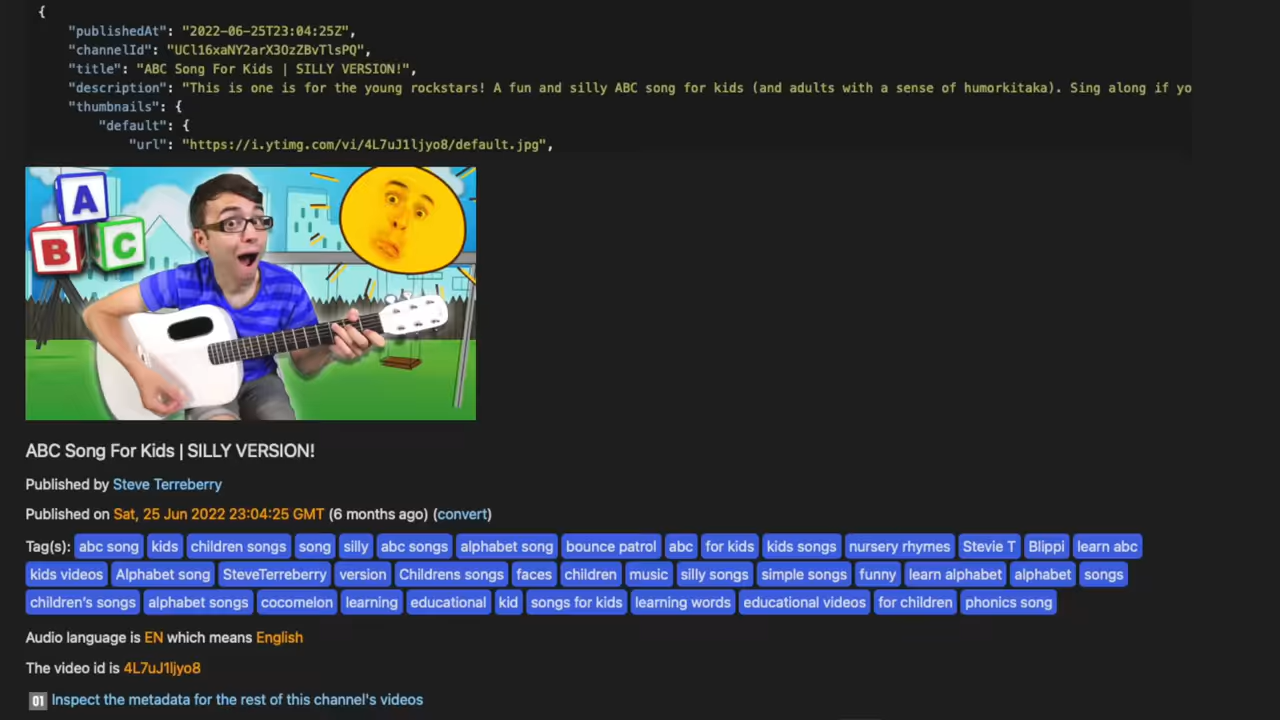 {
"publishedAt": "2022-06-25T23:04:25Z",
"channelId": "UCl16xaNY2arX3OzZBvTlsPQ",
"title": "ABC Song For Kids | SILLY VERSION!",
"description": "This is one is for the young rockstars! A fun and silly ABC song for kids (and adults with a sense of humorkitaka). Sing along if yo
"thumbnails": {
"default": {
"url": "https://i.ytimg.com/vi/4L7uJ1ljyo8/default.jpg",
A
B C
ABC Song For Kids | SILLY VERSION!
Published by Steve Terreberry
Published on Sat, 25 Jun 2022 23:04:25 GMT (6 months ago) (convert)
Tag(s): abc song kids children songs song silly abc songs alphabet song bounce patrol abc for kids kids songs nursery rhymes Stevie T Blippi learn abc
kids videos Alphabet song SteveTerreberry version Childrens songs faces children music silly songs simple songs funny learn alphabet alphabet songs
children's songs alphabet songs cocomelon learning educational kid songs for kids learning words educational videos for children phonics song
Audio language is EN which means English
The video id is 4L7uJ1ljyo8
01 Inspect the metadata for the rest of this channel's videos